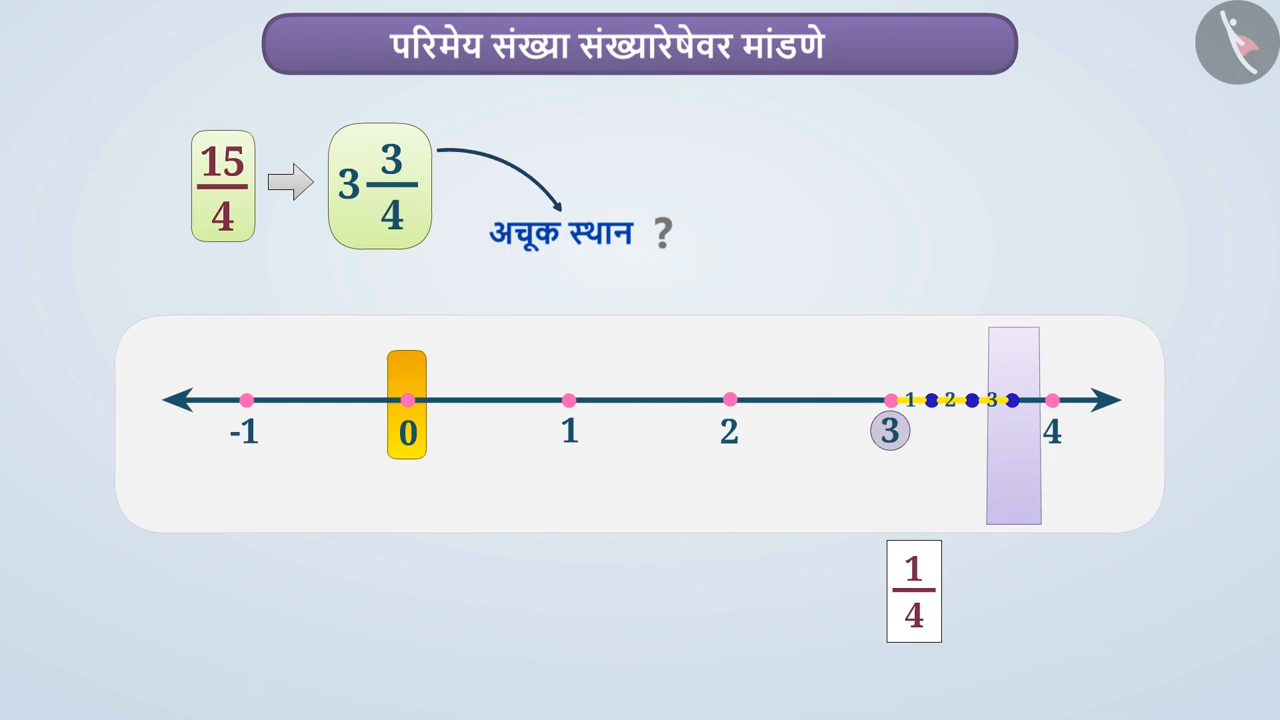 परिमेय संख्या संख्यारेषेवर मांडणे
15
4
3 3
4
अचूक स्थान ?
1 2 3
-1 0 1 2 3 4
1
4